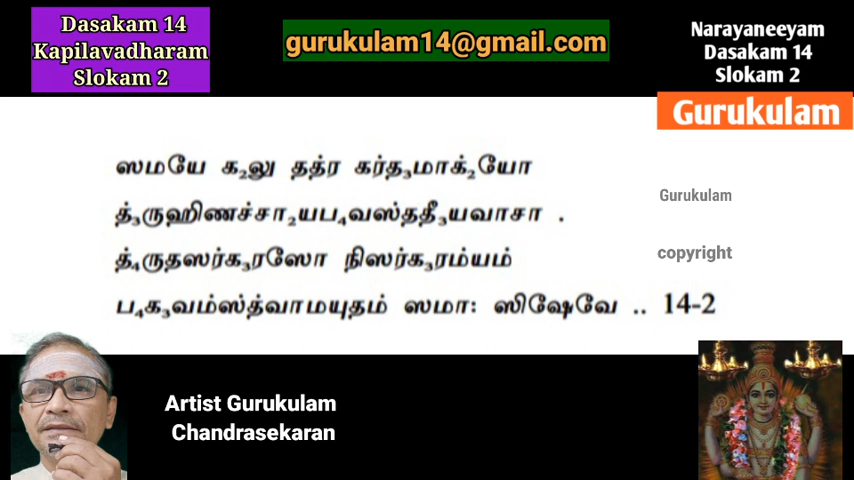 Dasakam 14
Kapilavadharam
Slokam 2
gurukulam14@gmail.com
Narayaneeyam
Dasakam 14
Slokam 2
Gurukulam
ஸமயே க₂லு தத்ர கர்த₃மாக்₂யோ
த்₃ருஹிணச்சா₂யப₄வஸ்ததீ₃யவாசா .
த்₄ருதஸர்க₃ரஸோ நிஸர்க₃ரம்யம்
ப₄க₃வம்ஸ்த்வாமயுதம் ஸமா: ஸிஷேவே .. 14-2
Gurukulam
copyright
Artist Gurukulam
Chandrasekaran